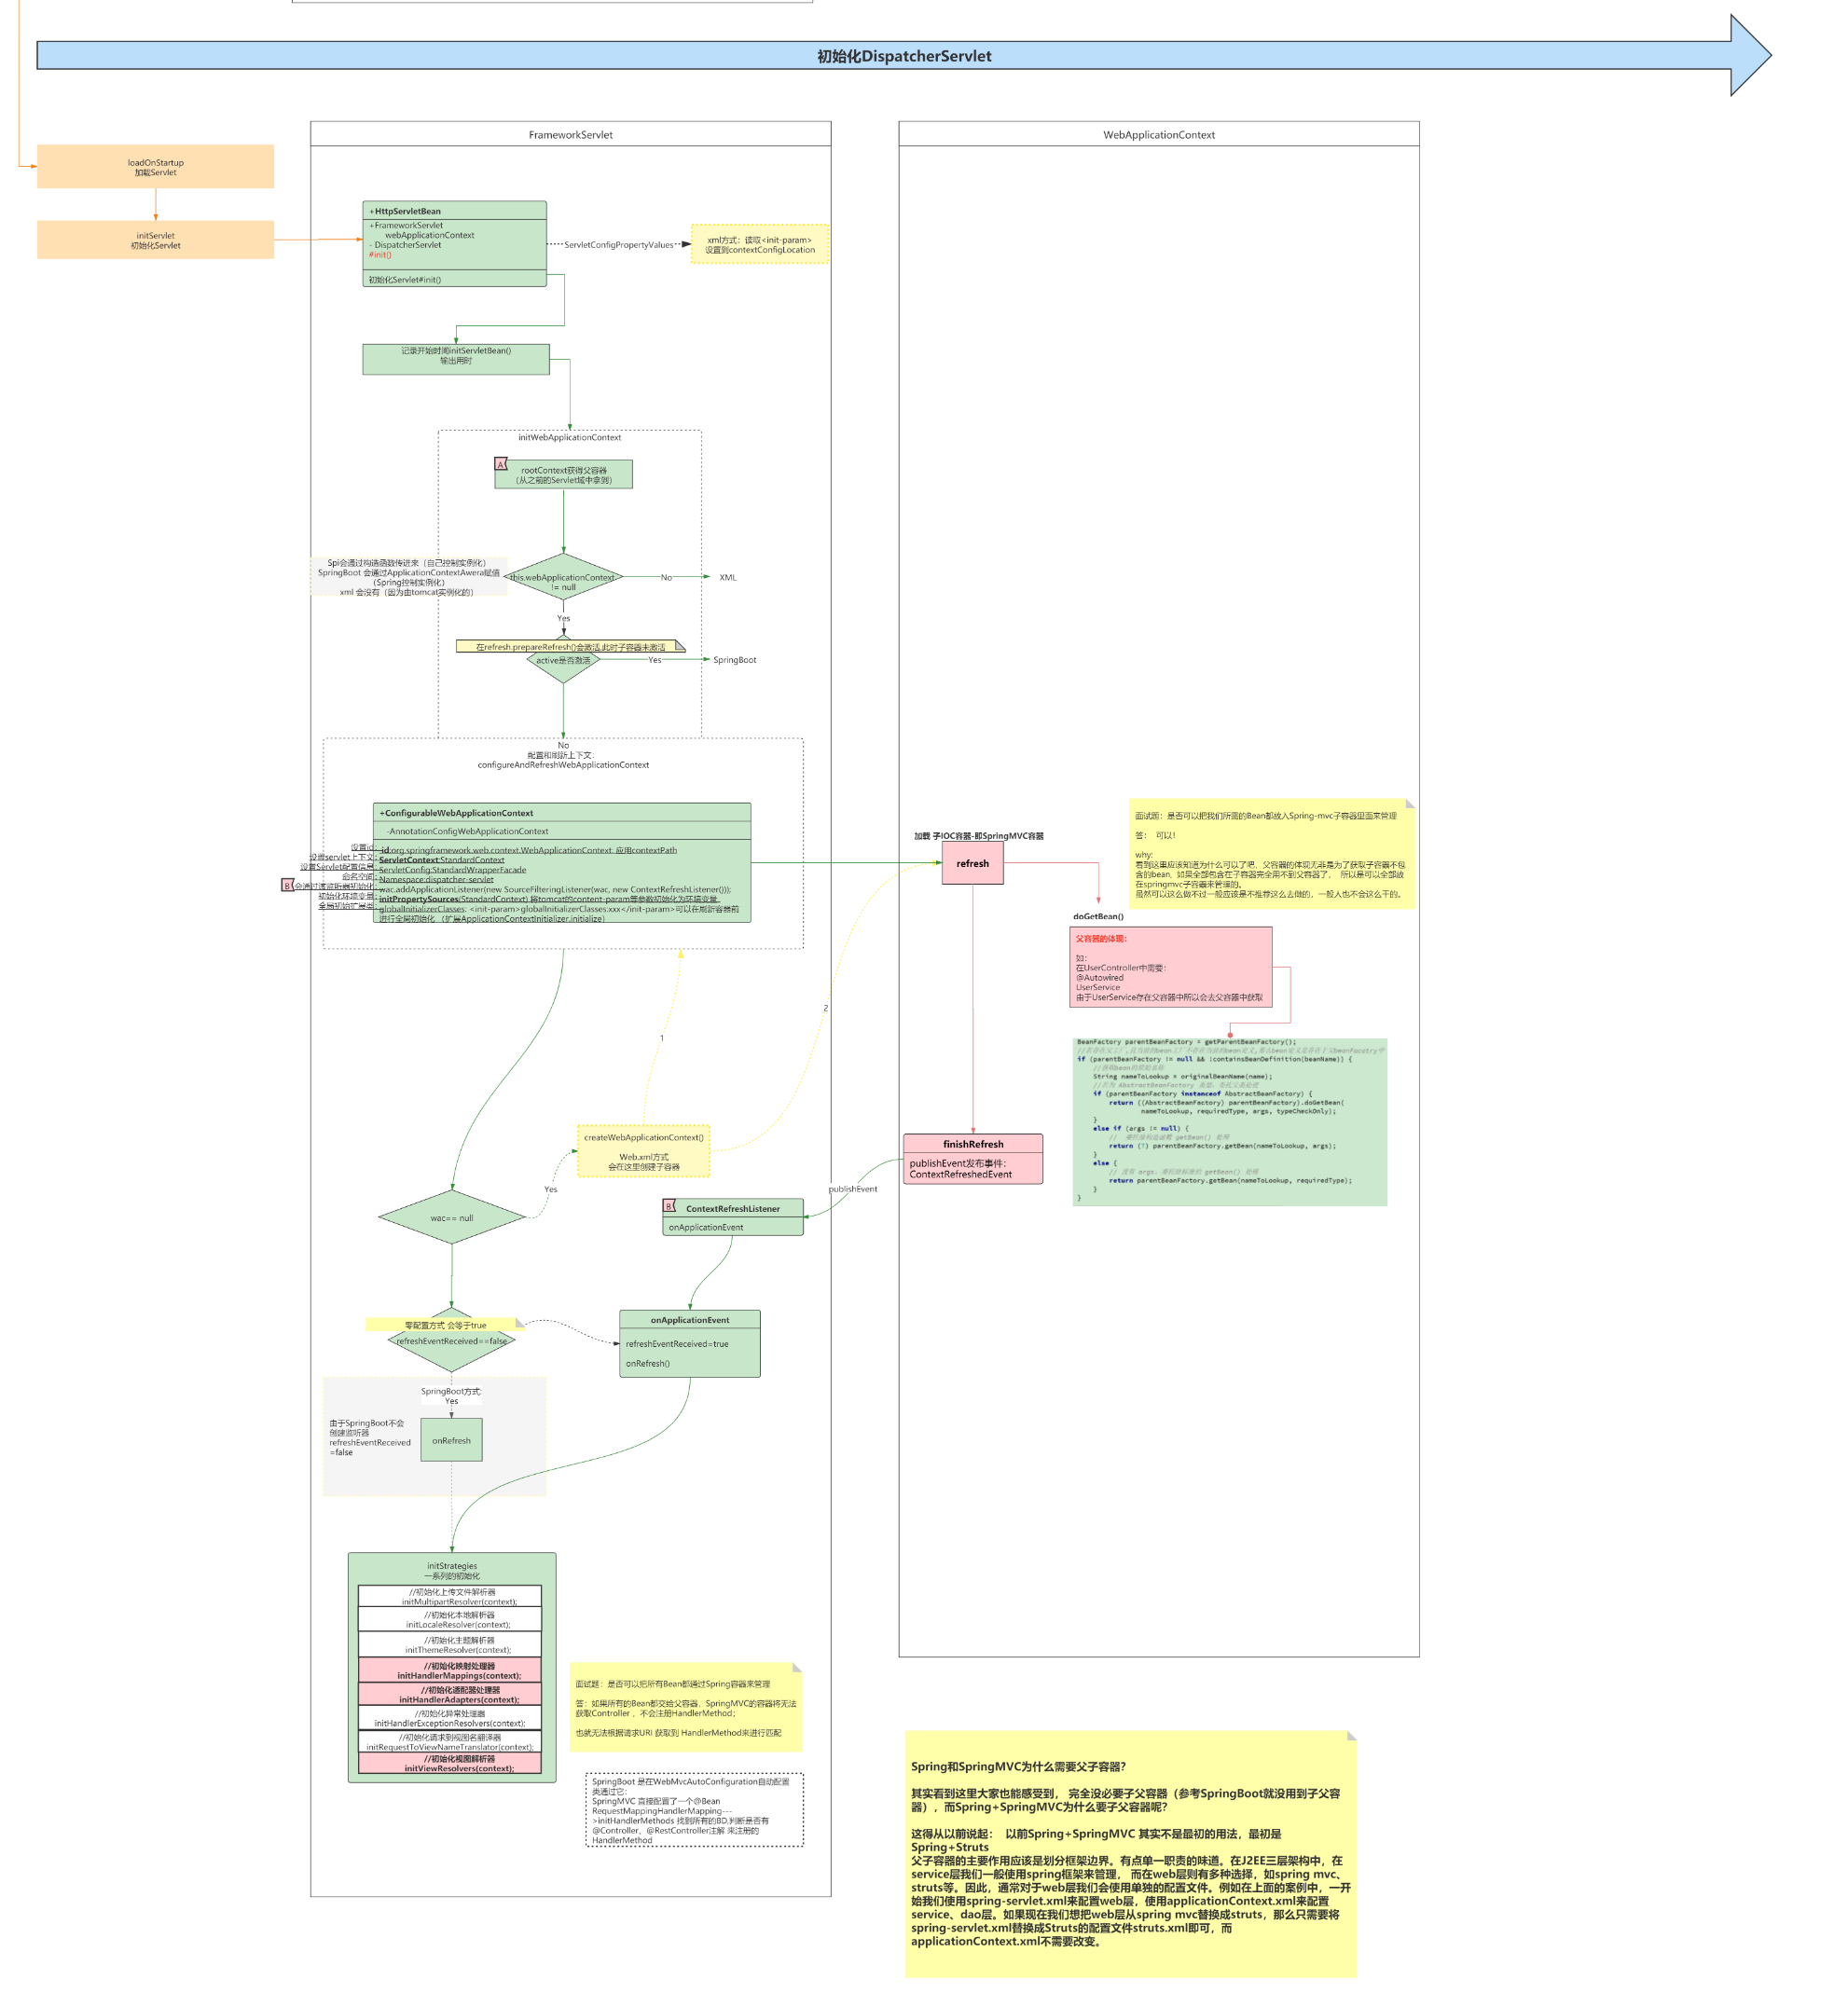 初始化DispatcherServlet
FrameworkServlet
WebApplicationContext
loadOnStartup
加载Servlet
initServlet
初始化Servlet
+HttpServletBean
+FrameworkServlet
webApplicationContext
- DispatcherServlet
#init()
初始化Servlet#init()
ServletConfigPropertyValues
xml方式：读取<init-param>
设置到contextConfigLocation
记录开始时间initServletBean()
输出用时
initWebApplicationContext
A
rootContext获得父容器
（从之前的Servlet域中拿到）
Spi会通过构造函数传进来（自己控制实例化）
SpringBoot 会通过ApplicationContextAwera赋值
（Spring控制实例化）
xml 会没有（因为由tomcat实例化的）
this.webApplicationContext
!= null
No
XML
Yes
在refresh.prepareRefresh()会激活,此时子容器未激活
active是否激活
Yes
SpringBoot
No
配置和刷新上下文：
configureAndRefreshWebApplicationContext
+ConfigurableWebApplicationContext
-AnnotationConfigWebApplicationContext
设置id：
id:org.springframework.web.context.WebApplicationContext: 应用contextPath
设置servlet上下文：
ServletContext:StandardContext
设置Servlet配置信息：
ServletConfig:StandardWrapperFacade
命名空间：
Namespace:dispatcher-servlet
B
会通过该监听器初始化：
wac.addApplicationListener(new SourceFilteringListener(wac, new ContextRefreshListener()));
初始化环境变量：
initPropertySources(StandardContext) 将tomcat的content-param等参数初始化为环境变量
全局初始扩展类：
globalInitializerClasses: <init-param>globalInitializerClasses:xxx</init-param>可以在刷新容器前
进行全局初始化 （扩展ApplicationContextInitializer.initialize）
加载 子IOC容器-即SpringMVC容器
refresh
面试题：是否可以把我们所需的Bean都放入Spring-mvc子容器里面来管理
答： 可以！
why:
看到这里应该知道为什么可以了吧，父容器的体现无非是为了获取子容器不包
含的bean, 如果全部包含在子容器完全用不到父容器了， 所以是可以全部放
在springmvc子容器来管理的。
虽然可以这么做不过一般应该是不推荐这么去做的，一般人也不会这么干的。
doGetBean()
父容器的体现：
如：
在UserController中需要：
@Autowired
UserService
由于UserService存在父容器中所以会去父容器中获取
1
2
BeanFactory parentBeanFactory = getParentBeanFactory();
if (parentBeanFactory != null && !containsBeanDefinition(beanName)) {
//获取bean的原始名称
String nameToLookup = originalBeanName(name);
//若为 AbstractBeanFactory 类型，委托父类处理
if (parentBeanFactory instanceof AbstractBeanFactory) {
return ((AbstractBeanFactory) parentBeanFactory).doGetBean(
nameToLookup, requiredType, args, typeCheckOnly);
}
else if (args != null) {
// 委托给构造函数 getBean() 处理
return (T) parentBeanFactory.getBean(nameToLookup, args);
}
else {
// 没有 args，委托给标准的 getBean() 处理
return parentBeanFactory.getBean(nameToLookup, requiredType);
}
}
createWebApplicationContext()
Web.xml方式
会在这里创建子容器
finishRefresh
publishEvent发布事件：
ContextRefreshedEvent
publishEvent
Yes
wac== null
B
ContextRefreshListener
onApplicationEvent
零配置方式 会等于true
refreshEventReceived==false
onApplicationEvent
refreshEventReceived=true
onRefresh()
SpringBoot方式:
Yes
由于SpringBoot不会
创建监听器
refreshEventReceived
=false
onRefresh
initStrategies
一系列的初始化
//初始化上传文件解析器
initMultipartResolver(context);
//初始化本地解析器
initLocaleResolver(context);
//初始化主题解析器
initThemeResolver(context);
//初始化映射处理器
initHandlerMappings(context);
//初始化适配器处理器
initHandlerAdapters(context);
//初始化异常处理器
initHandlerExceptionResolvers(context);
//初始化请求到视图名翻译器
initRequestToViewNameTranslator(context);
//初始化视图解析器
initViewResolvers(context);
面试题：是否可以把所有Bean都通过Spring容器来管理
答：如果所有的Bean都交给父容器，SpringMVC的容器将无法
获取Controller ，不会注册HandlerMethod；
也就无法根据请求URI 获取到 HandlerMethod来进行匹配
SpringBoot 是在WebMvcAutoConfiguration自动配置
类通过它：
SpringMVC 直接配置了一个@Bean
RequestMappingHandlerMapping---
>initHandlerMethods 找到所有的BD,判断是否有
@Controller、@RestController注解 来注册的
HandlerMethod
Spring和SpringMVC为什么需要父子容器？
其实看到这里大家也能感受到， 完全没必要子父容器（参考SpringBoot就没用到子父容
器），而Spring+SpringMVC为什么要子父容器呢？
这得从以前说起： 以前Spring+SpringMVC 其实不是最初的用法，最初是
Spring+Struts
父子容器的主要作用应该是划分框架边界。有点单一职责的味道。在J2EE三层架构中，在
service层我们一般使用spring框架来管理， 而在web层则有多种选择，如spring mvc、
struts等。因此，通常对于web层我们会使用单独的配置文件。例如在上面的案例中，一开
始我们使用spring-servlet.xml来配置web层，使用applicationContext.xml来配置
service、dao层。如果现在我们想把web层从spring mvc替换成struts，那么只需要将
spring-servlet.xml替换成Struts的配置文件struts.xml即可，而
applicationContext.xml不需要改变。